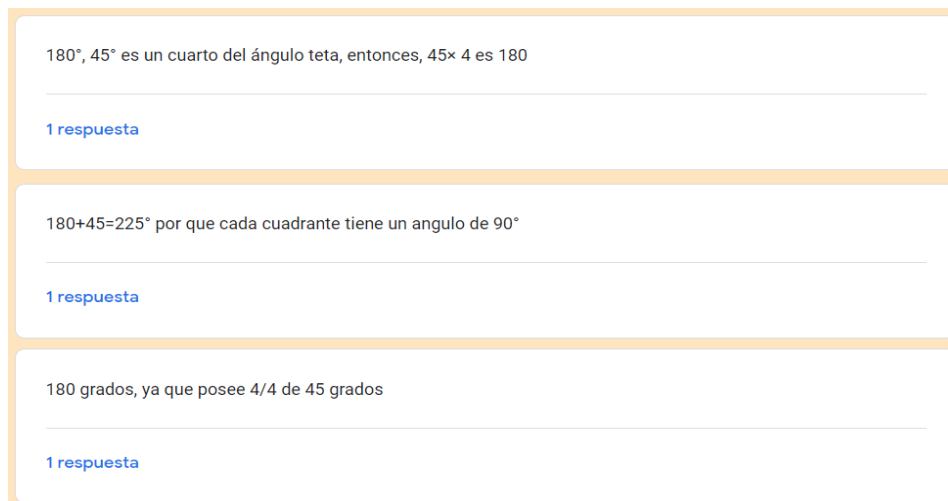 180°, 45° es un cuarto del ángulo teta, entonces, 45× 4 es 180
1 respuesta
180+45=225° por que cada cuadrante tiene un angulo de 90°
1 respuesta
180 grados, ya que posee 4/4 de 45 grados
1 respuesta